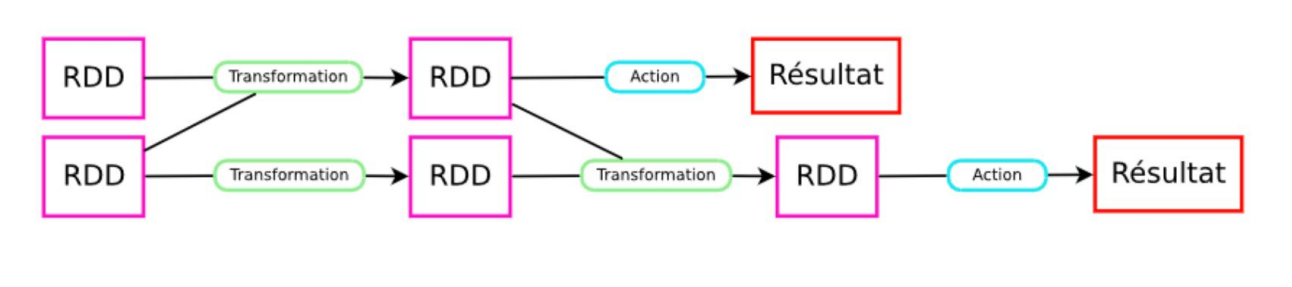 RDD
Transformation
RDD
Action
Résultat
RDD
Transformation
RDD
Transformation
RDD
Action
Résultat